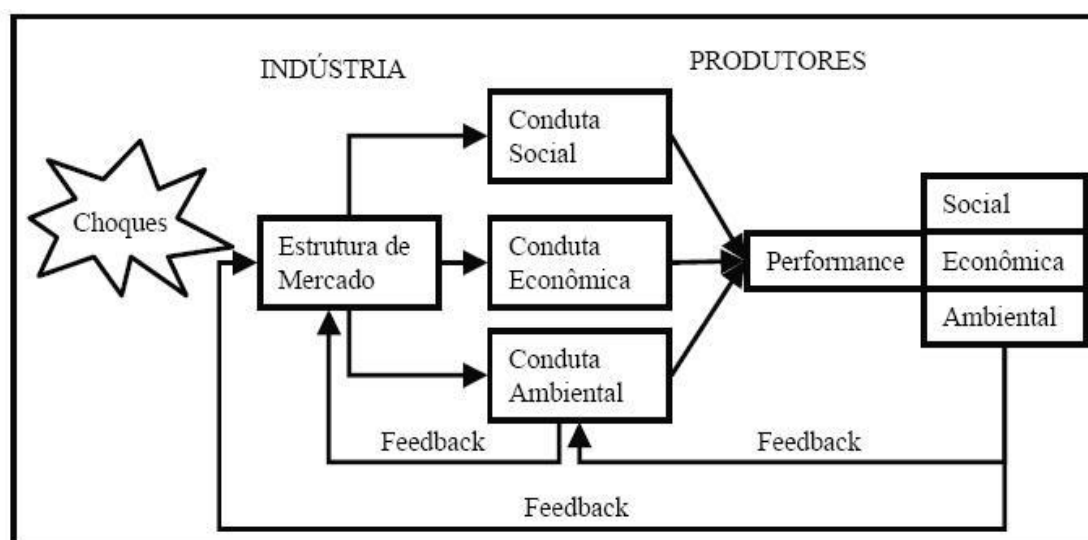 INDÚSTRIA
PRODUTORES
Choques
Estrutura de
Mercado
Conduta
Social
Conduta
Econômica
Conduta
Ambiental
Performance
Social
Econômica
Ambiental
Feedback
Feedback
Feedback